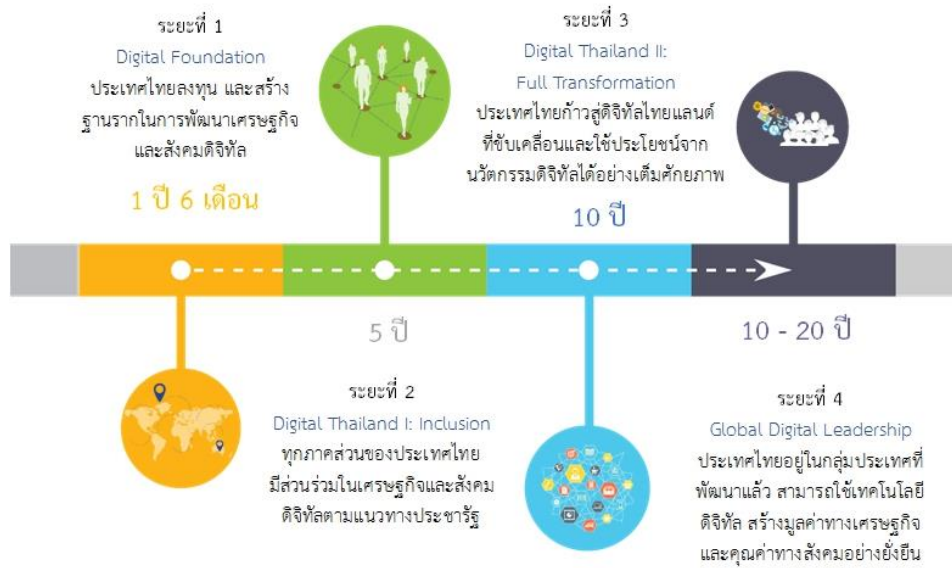 ระยะที่ 1
Digital Foundation
ประเทศไทยลงทุน และสร้าง
ฐานรากในการพัฒนาเศรษฐกิจ
และสังคมดิจิทัล
1 ปี 6 เดือน
5 ปี
ระยะที่ 2
Digital Thailand I: Inclusion
ทุกภาคส่วนของประเทศไทย
มีส่วนร่วมในเศรษฐกิจและสังคม
ดิจิทัลตามแนวทางประชารัฐ
ระยะที่ 3
Digital Thailand II:
Full Transformation
ประเทศไทยก้าวสู่ดิจิทัลไทยแลนด์
ที่ขับเคลื่อนและใช้ประโยชน์จาก
นวัตกรรมดิจิทัลได้อย่างเต็มศักยภาพ
10 ปี
10 - 20 ปี
ระยะที่ 4
Global Digital Leadership
ประเทศไทยอยู่ในกลุ่มประเทศที่
พัฒนาแล้ว สามารถใช้เทคโนโลยี
ดิจิทัล สร้างมูลค่าทางเศรษฐกิจ
และคุณค่าทางสังคมอย่างยั่งยืน